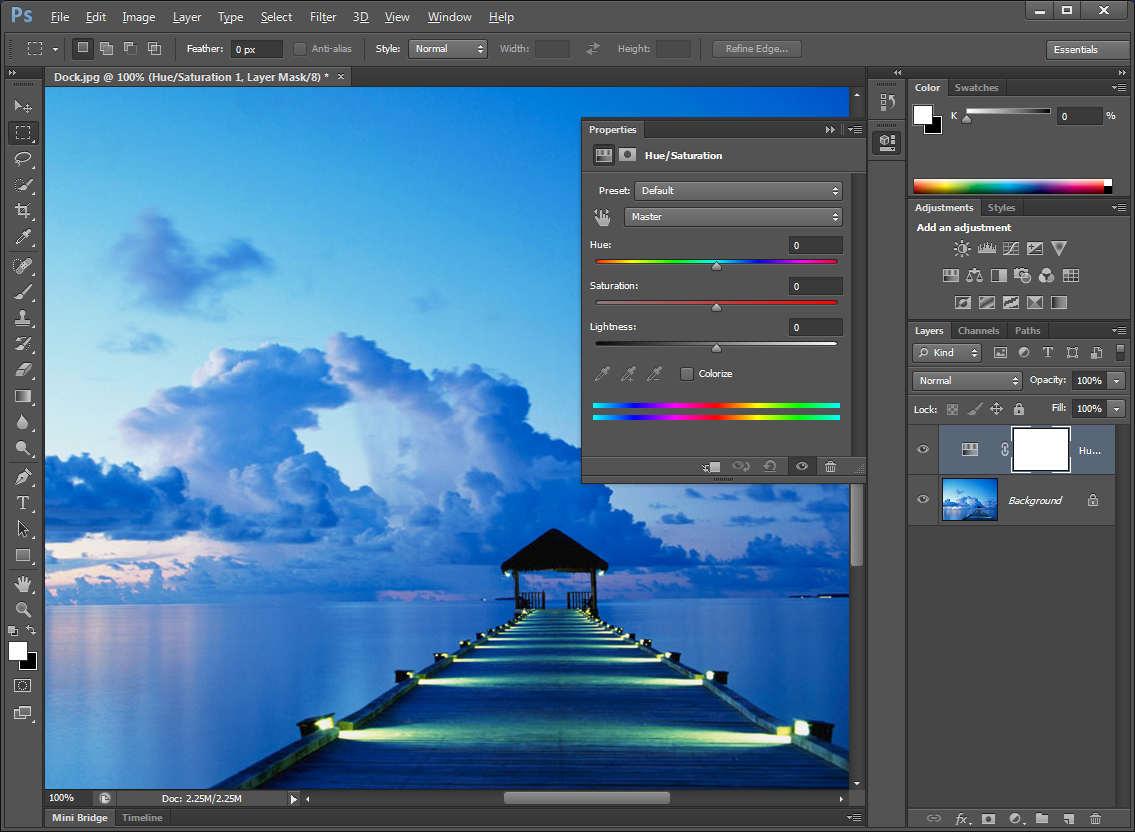 Ps File Edit Image Layer Type Select Filter 3D View Window Help
Feather: 0 px Anti-alias Style: Normal Width: Height: Refine Edge... Essentials
Dock.jpg @ 100% (Hue/Saturation 1, Layer Mask/8) * ×
Properties
Hue/Saturation
Preset: Default
Master
Hue: 0
Saturation: 0
Lightness: 0
Colorize
Color Swatches
K 0 %
Adjustments Styles
Add an adjustment
Layers Channels Paths
Kind
Normal Opacity: 100%
Lock: Fill: 100%
Hu...
Background
fx
100% Doc: 2.25M/2.25M
Mini Bridge Timeline